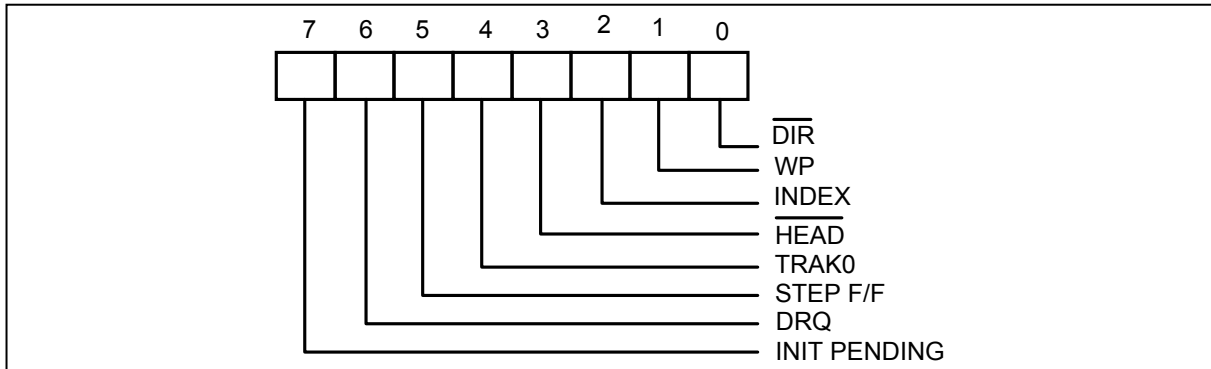 7 6 5 4 3 2 1 0
DIR
WP
INDEX
HEAD
TRAK0
STEP F/F
DRQ
INIT PENDING